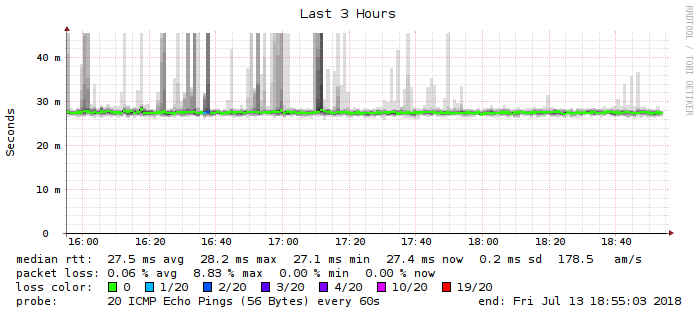 Last 3 Hours
RRDTOOL / TOBI OETIKER
Seconds
40 m
30 m
20 m
10 m
0
16:00 16:20 16:40 17:00 17:20 17:40 18:00 18:20 18:40
median rtt: 27.5 ms avg 28.2 ms max 27.1 ms min 27.4 ms now 0.2 ms sd 178.5 am/s
packet loss: 0.06 % avg 8.83 % max 0.00 % min 0.00 % now
loss color: 0 1/20 2/20 3/20 4/20 10/20 19/20
probe: 20 ICMP Echo Pings (56 Bytes) every 60s end: Fri Jul 13 18:55:03 2018